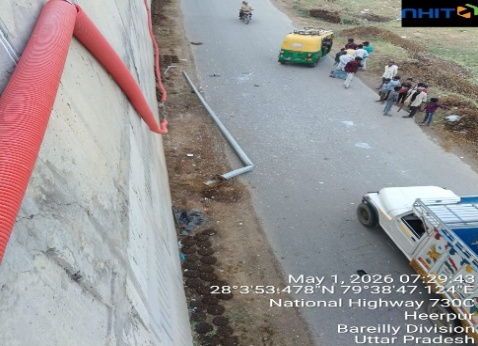 NHIT
May 1, 2026 07:29:43
28°3'53.478"N 79°38'47.124"E
National Highway 730C
Heerpur
Bareilly Division
Uttar Pradesh